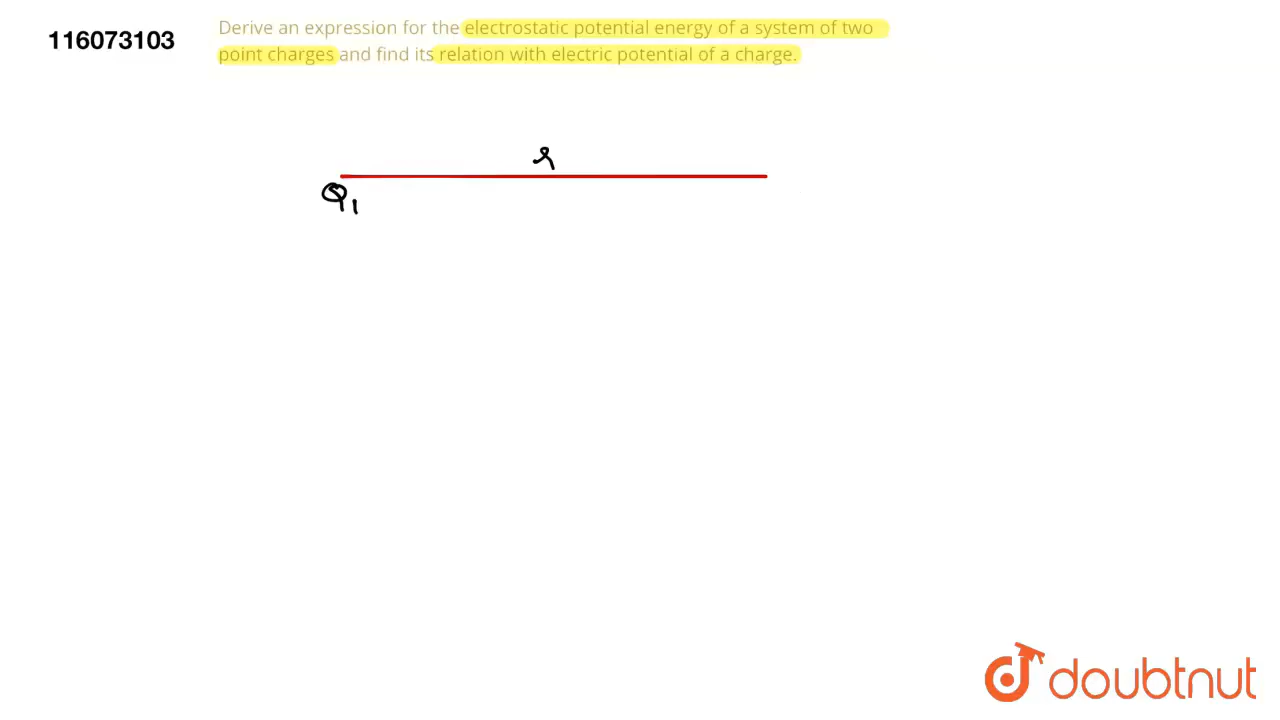 116073103
Derive an expression for the electrostatic potential energy of a system of two
point charges and find its relation with electric potential of a charge.
r
Q1
doubtnut